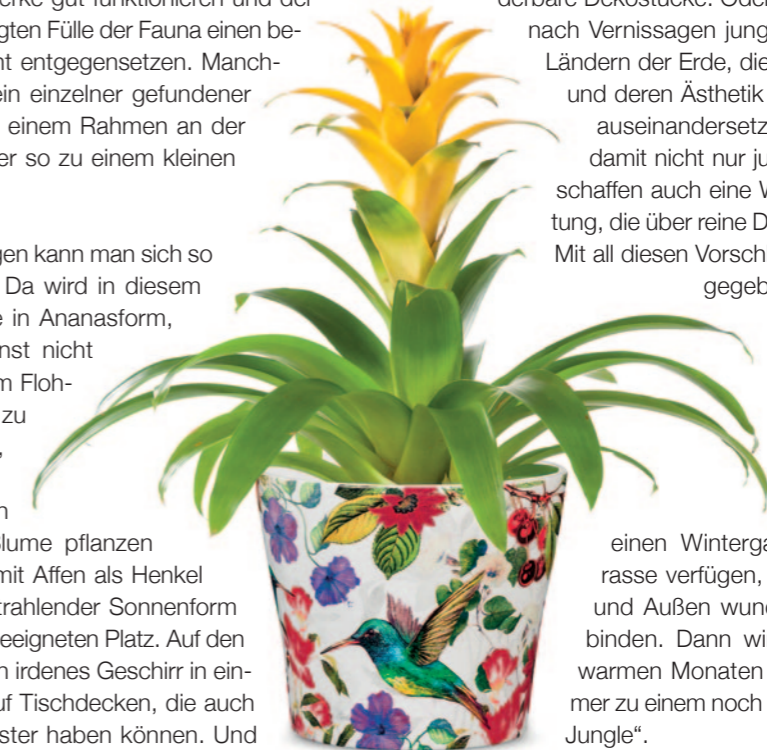 gut funktionieren und der
gten Fülle der Fauna einen be-
entgegensetzen. Manch-
ein einzelner gefundener
einem Rahmen an der
er so zu einem kleinen
gen kann man sich so
Da wird in diesem
in Ananasform,
nst nicht
m Floh-
zu
Blume pflanzen
mit Affen als Henkel
trahlender Sonnenform
eeigneten Platz. Auf den
n irdenes Geschirr in ein-
uf Tischdecken, die auch
ster haben können. Und
derbare Dekostücke. Oder
nach Vernissagen jung
Ländern der Erde, die
und deren Ästhetik
auseinandersetz
damit nicht nur ju
schaffen auch eine W
tung, die über reine D
Mit all diesen Vorsch
gegeb
einen Winterga
rasse verfügen,
und Außen wund
binden. Dann wi
warmen Monaten
mer zu einem noch
Jungle“.